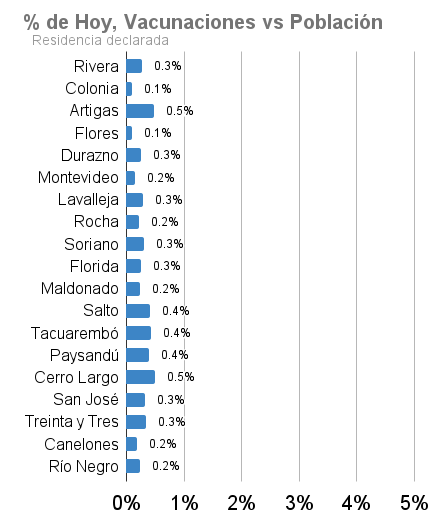 % de Hoy, Vacunaciones vs Población
Residencia declarada
Rivera 0.3%
Colonia 0.1%
Artigas 0.5%
Flores 0.1%
Durazno 0.3%
Montevideo 0.2%
Lavalleja 0.3%
Rocha 0.2%
Soriano 0.3%
Florida 0.3%
Maldonado 0.2%
Salto 0.4%
Tacuarembó 0.4%
Paysandú 0.4%
Cerro Largo 0.5%
San José 0.3%
Treinta y Tres 0.3%
Canelones 0.2%
Río Negro 0.2%
0% 1% 2% 3% 4% 5%